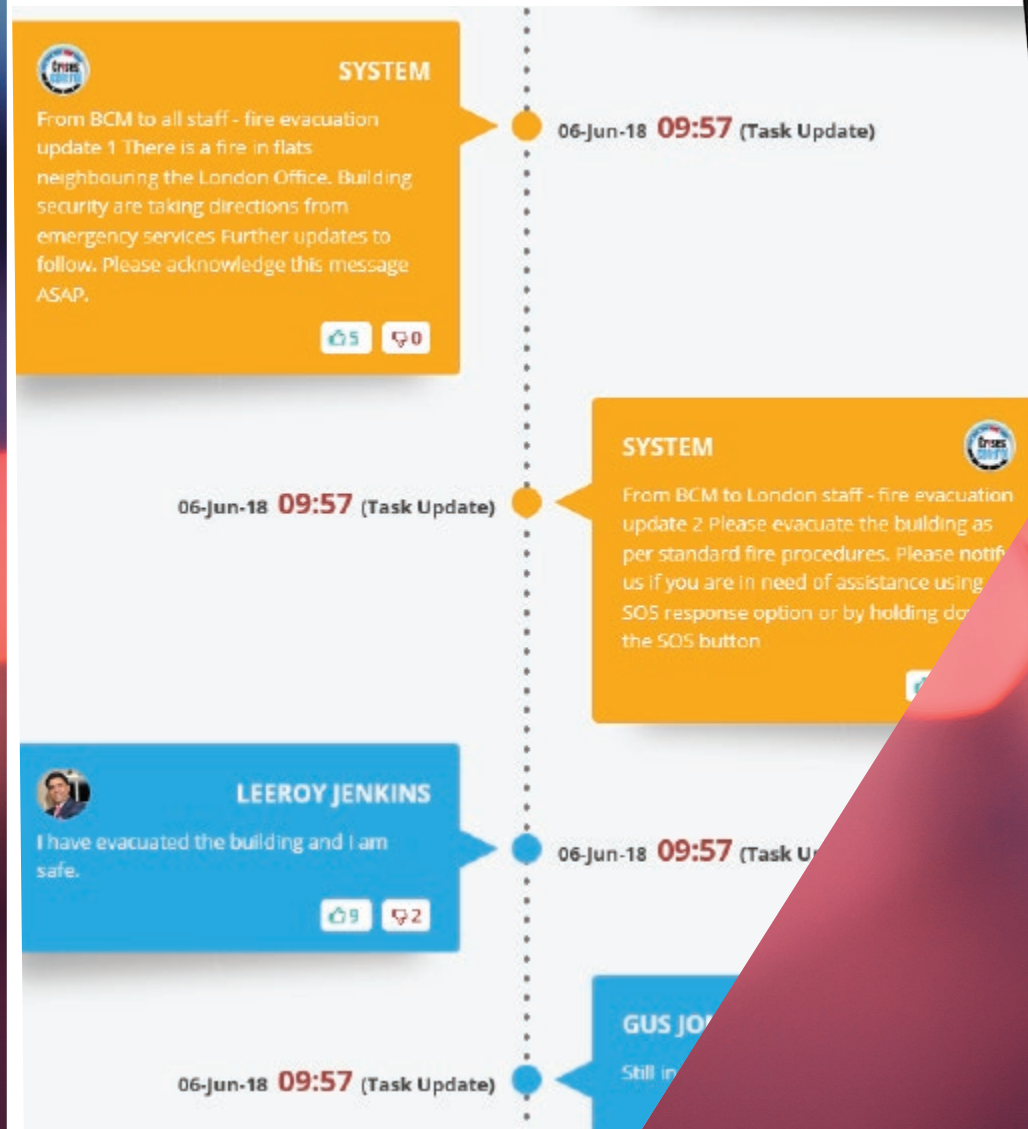 SYSTEM
From BCM to all staff - fire evacuation
update 1 There is a fire in flats
neighbouring the London Office. Building
security are taking directions from
emergency services Further updates to
follow. Please acknowledge this message
ASAP.
5 0
06-Jun-18 09:57 (Task Update)
SYSTEM
From BCM to London staff - fire evacuation
update 2 Please evacuate the building as
per standard fire procedures. Please notify
us if you are in need of assistance using
SOS response option or by holding
the SOS button
06-Jun-18 09:57 (Task Update)
LEEROY JENKINS
I have evacuated the building and I am
safe.
9 2
06-Jun-18 09:57 (Task
GUS
Still in
06-Jun-18 09:57 (Task Update)